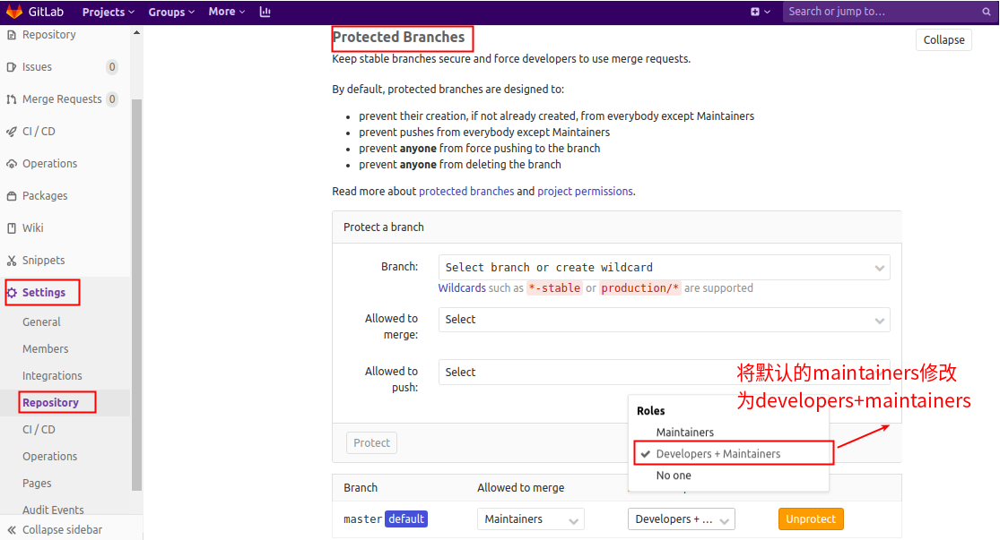 GitLab Projects Groups More Search or jump to...
Repository
Issues 0
Merge Requests 0
CI / CD
Operations
Packages
Wiki
Snippets
Settings
General
Members
Integrations
Repository
CI / CD
Operations
Pages
Audit Events
Collapse sidebar
Protected Branches
Collapse
Keep stable branches secure and force developers to use merge requests.
By default, protected branches are designed to:
prevent their creation, if not already created, from everybody except Maintainers
prevent pushes from everybody except Maintainers
prevent anyone from force pushing to the branch
prevent anyone from deleting the branch
Read more about protected branches and project permissions.
Protect a branch
Branch: Select branch or create wildcard
Wildcards such as *-stable or production/* are supported
Allowed to merge: Select
Allowed to push: Select
将默认的maintainers修改
为developers+maintainers
Roles
Maintainers
Developers + Maintainers
No one
Protect
Branch Allowed to merge
master default Maintainers Developers + ... Unprotect